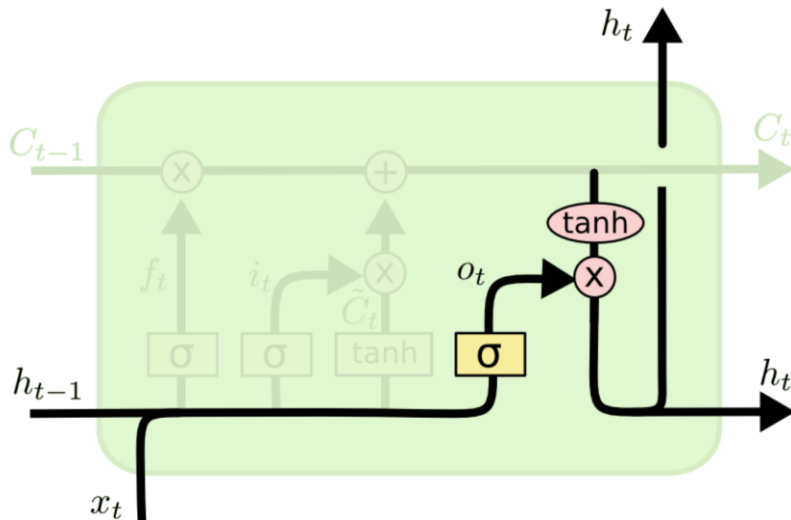 h_t
C_{t-1}
C_t
x
+
tanh
f_t
i_t
x
o_t
x
C̃_t
σ
σ
tanh
σ
h_{t-1}
h_t
x_t